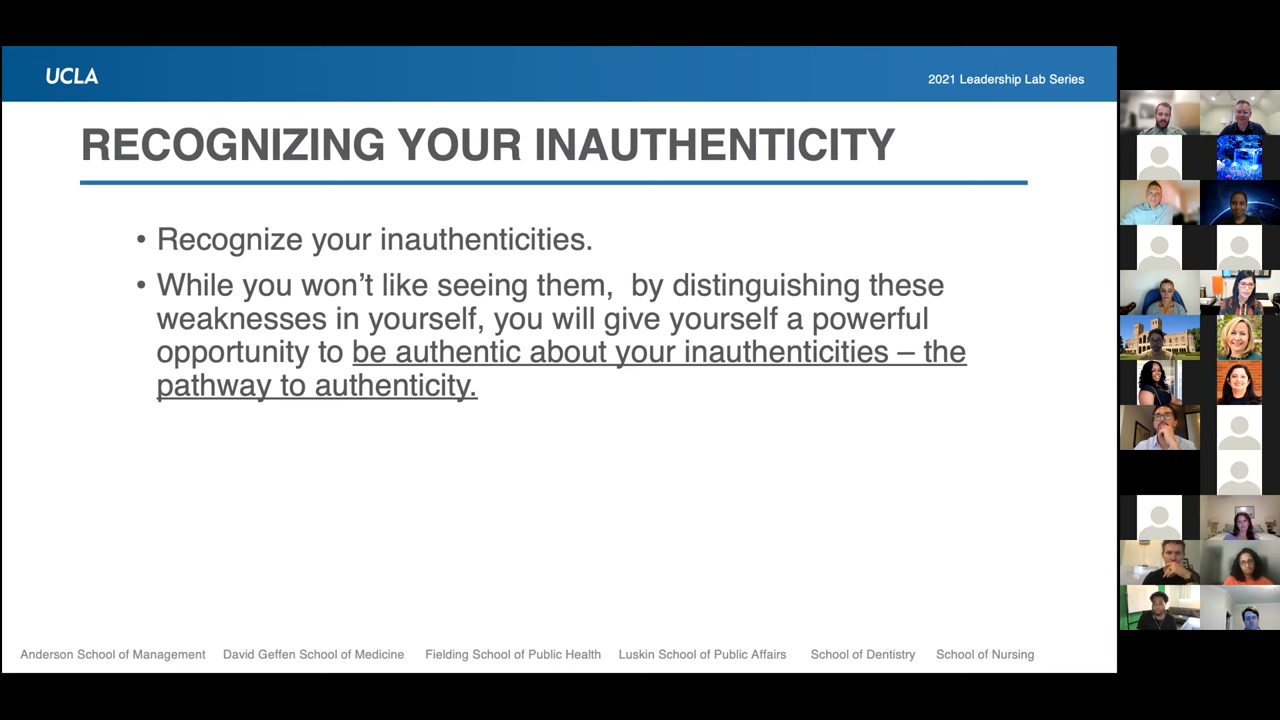 UCLA
2021 Leadership Lab Series
RECOGNIZING YOUR INAUTHENTICITY
• Recognize your inauthenticities.
• While you won’t like seeing them,  by distinguishing these
weaknesses in yourself, you will give yourself a powerful
opportunity to be authentic about your inauthenticities – the
pathway to authenticity.
Anderson School of Management David Geffen School of Medicine Fielding School of Public Health Luskin School of Public Affairs School of Dentistry School of Nursing